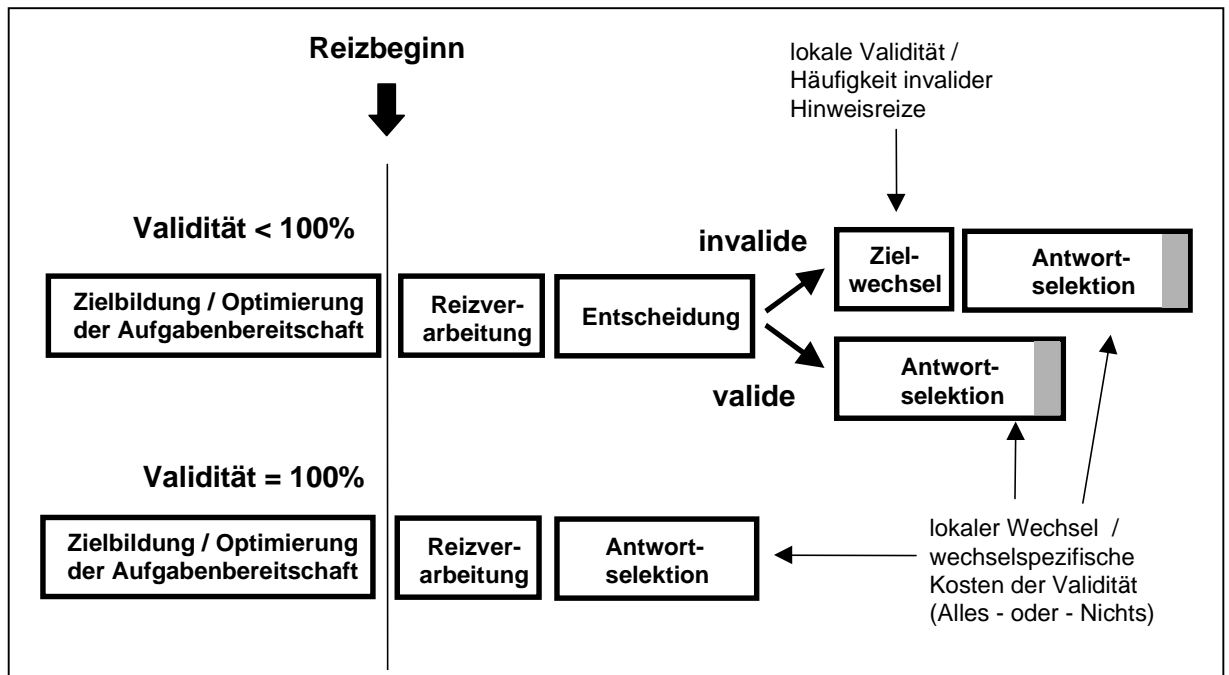 Reizbeginn
lokale Validität /
Häufigkeit invalider
Hinweisreize
Validität < 100%
invalide
Ziel-
wechsel
Antwort-
selektion
Zielbildung / Optimierung
der Aufgabenbereitschaft
Reizver-
arbeitung
Entscheidung
valide
Antwort-
selektion
Validität = 100%
Zielbildung / Optimierung
der Aufgabenbereitschaft
Reizver-
arbeitung
Antwort-
selektion
lokaler Wechsel /
wechselspezifische
Kosten der Validität
(Alles - oder - Nichts)